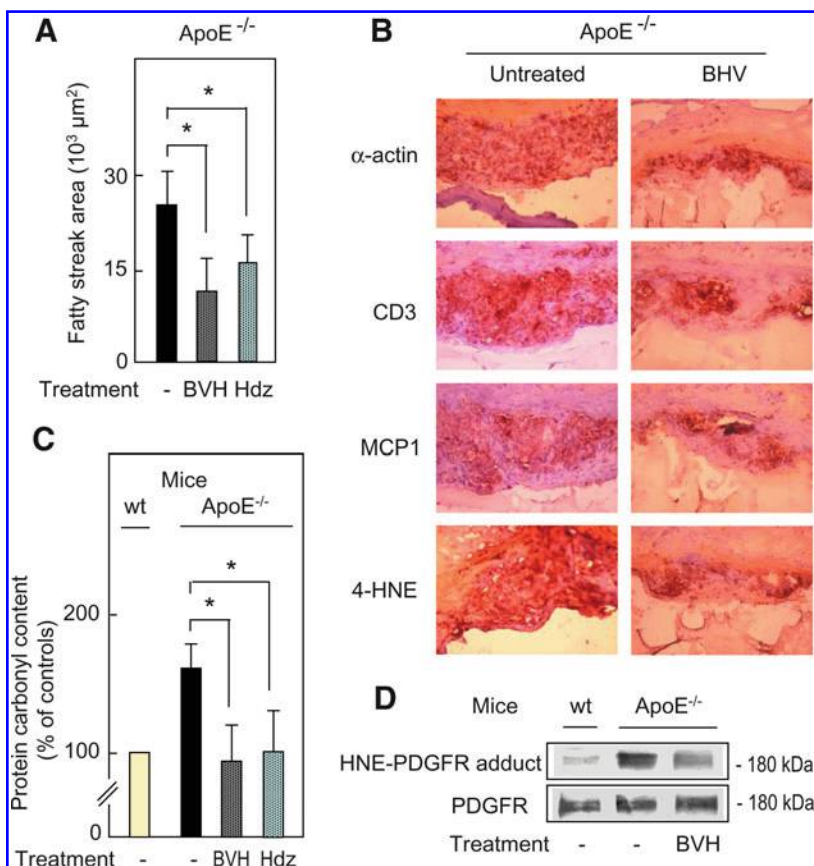 A
ApoE -/-
Fatty streak area (10³ µm²)
30
15
0
*
*
Treatment - BVH Hdz
B
ApoE -/-
Untreated BHV
α-actin
CD3
MCP1
4-HNE
C
Mice
wt ApoE-/-
Protein carbonyl content
(% of controls)
200
100
0
*
*
Treatment - - BVH Hdz
D
Mice wt ApoE-/-
HNE-PDGFR adduct - 180 kDa
PDGFR - 180 kDa
Treatment - - BVH